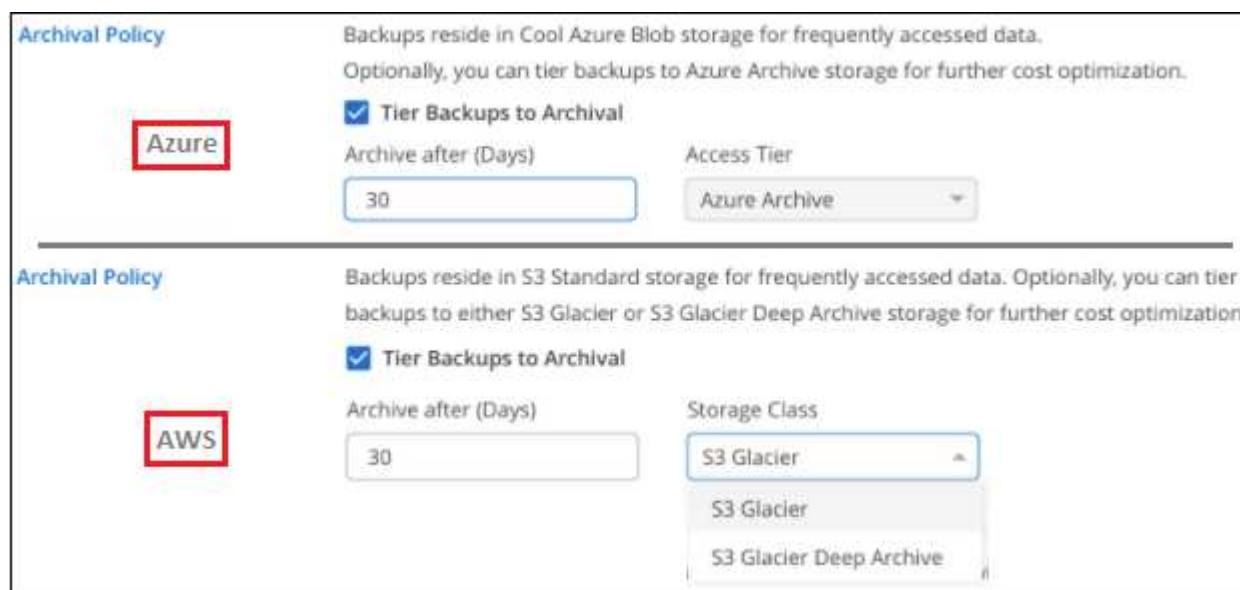 Archival Policy
Backups reside in Cool Azure Blob storage for frequently accessed data.
Optionally, you can tier backups to Azure Archive storage for further cost optimization.
Tier Backups to Archival
Azure
Archive after (Days)
Access Tier
30
Azure Archive
Archival Policy
Backups reside in S3 Standard storage for frequently accessed data. Optionally, you can tier
backups to either S3 Glacier or S3 Glacier Deep Archive storage for further cost optimization
Tier Backups to Archival
AWS
Archive after (Days)
Storage Class
30
S3 Glacier
S3 Glacier
S3 Glacier Deep Archive